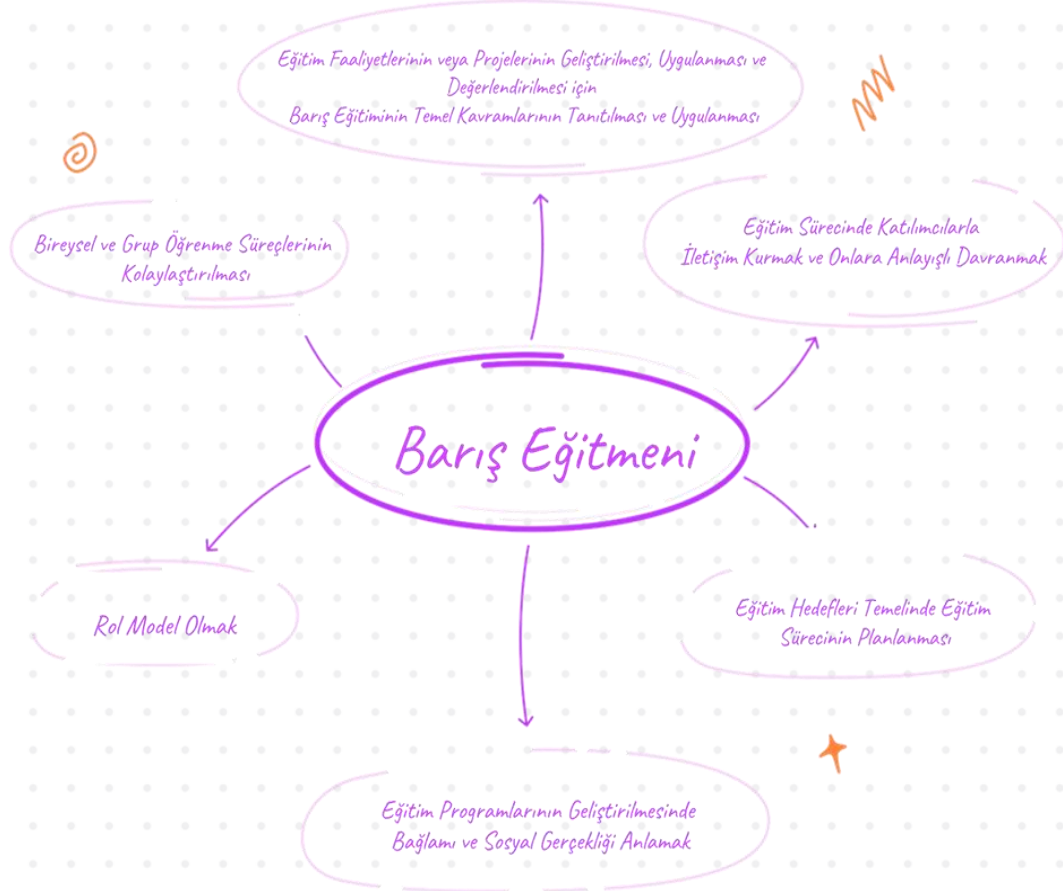 Eğitim Faaliyetlerinin veya Projelerinin Geliştirilmesi, Uygulanması ve
Değerlendirilmesi için
Barış Eğitiminin Temel Kavramlarının Tanıtılması ve Uygulanması
Bireysel ve Grup Öğrenme Süreçlerinin
Kolaylaştırılması
Eğitim Sürecinde Katılımcılarla
İletişim Kurmak ve Onlara Anlayışlı Davranmak
Barış Eğitmeni
Rol Model Olmak
Eğitim Hedefleri Temelinde Eğitim
Sürecinin Planlanması
Eğitim Programlarının Geliştirilmesinde
Bağlamı ve Sosyal Gerçekliği Anlamak